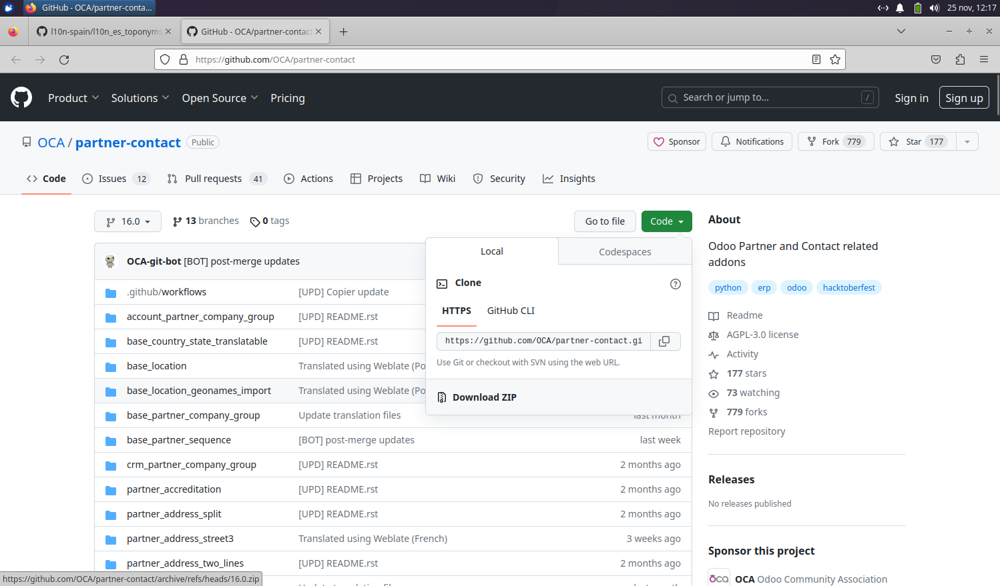 GitHub - OCA/partner-conta...
25 nov, 12:17
l10n-spain/l10n_es_toponyms
GitHub - OCA/partner-contact
https://github.com/OCA/partner-contact
Product
Solutions
Open Source
Pricing
Search or jump to...
/
Sign in
Sign up
OCA / partner-contact
Public
Sponsor
Notifications
Fork 779
Star 177
Code
Issues 12
Pull requests 41
Actions
Projects
Wiki
Security
Insights
16.0
13 branches
0 tags
Go to file
Code
OCA-git-bot [BOT] post-merge updates
.github/workflows [UPD] Copier update
account_partner_company_group [UPD] README.rst
base_country_state_translatable [UPD] README.rst
base_location Translated using Weblate (Po
base_location_geonames_import Translated using Weblate (Po
base_partner_company_group Update translation files last month
base_partner_sequence [BOT] post-merge updates last week
crm_partner_company_group [UPD] README.rst 2 months ago
partner_accreditation [UPD] README.rst 2 months ago
partner_address_split [UPD] README.rst 2 months ago
partner_address_street3 Translated using Weblate (French) 3 weeks ago
partner_address_two_lines [UPD] README.rst 2 months ago
Local
Codespaces
Clone
HTTPS
GitHub CLI
https://github.com/OCA/partner-contact.gi
Use Git or checkout with SVN using the web URL.
Download ZIP
About
Odoo Partner and Contact related
addons
python
erp
odoo
hacktoberfest
Readme
AGPL-3.0 license
Activity
177 stars
73 watching
779 forks
Report repository
Releases
No releases published
Sponsor this project
OCA
OCA Odoo Community Association
https://github.com/OCA/partner-contact/archive/refs/heads/16.0.zip